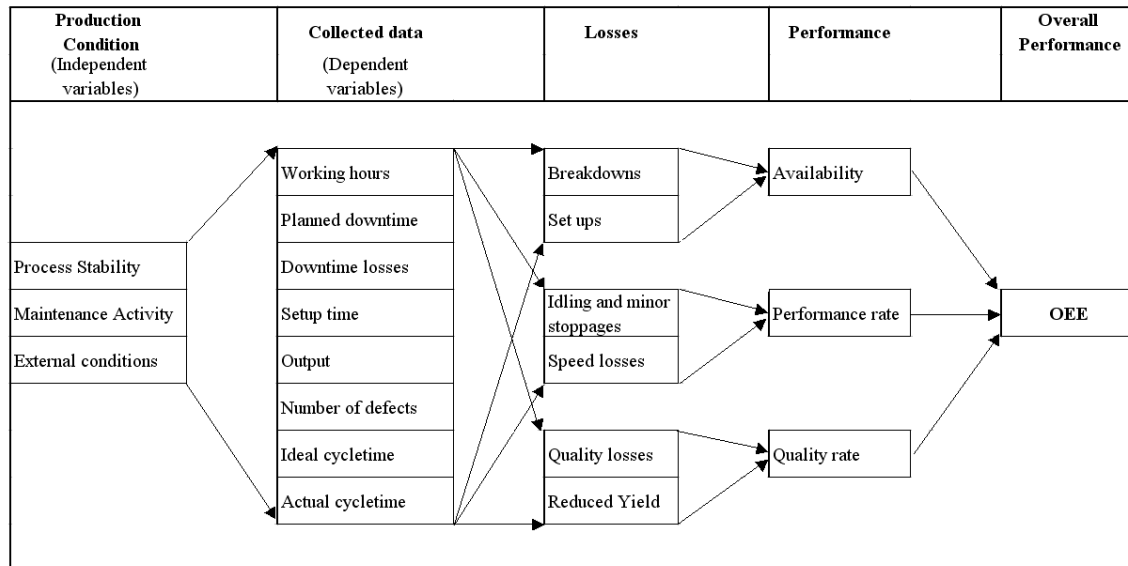 Production
Condition
(Independent
variables)
Collected data
(Dependent
variables)
Losses
Performance
Overall
Performance
Process Stability
Maintenance Activity
External conditions
Working hours
Planned downtime
Downtime losses
Setup time
Output
Number of defects
Ideal cycletime
Actual cycletime
Breakdowns
Set ups
Idling and minor
stoppages
Speed losses
Quality losses
Reduced Yield
Availability
Performance rate
Quality rate
OEE